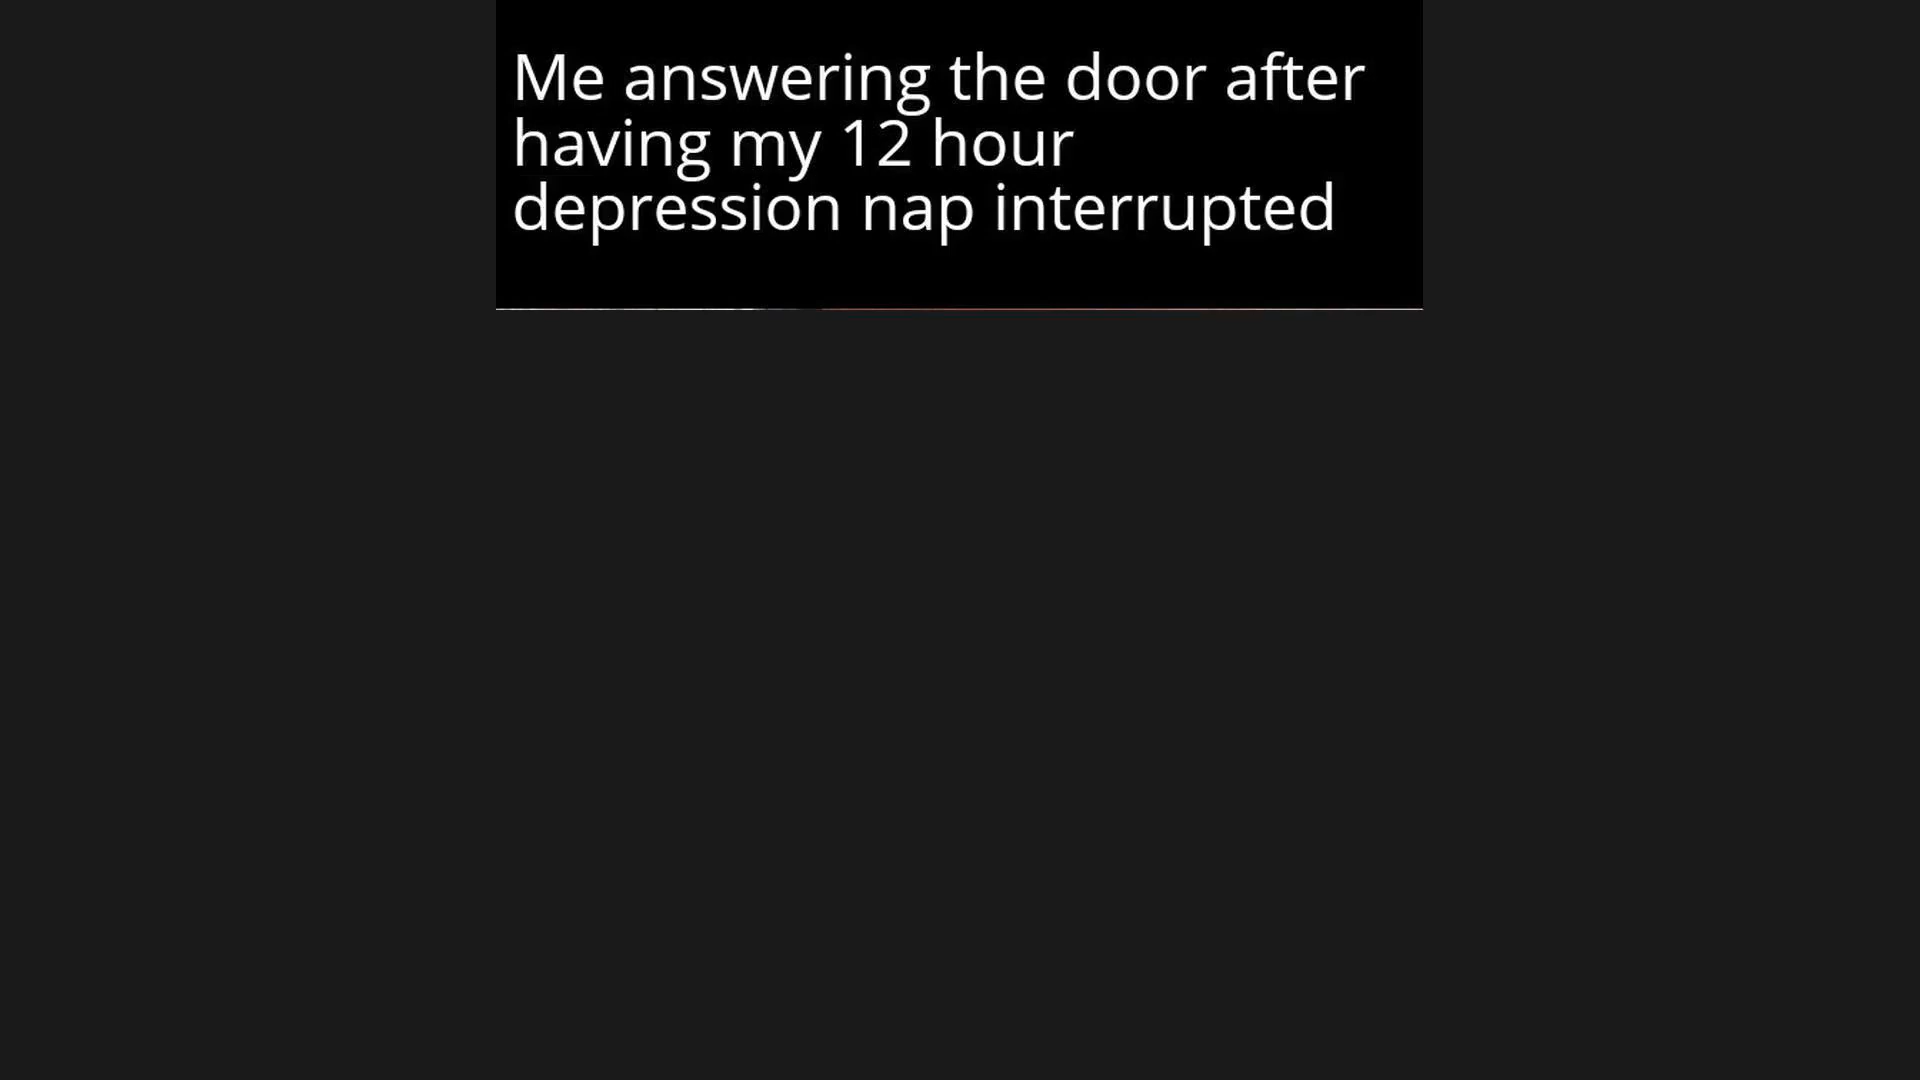 Me answering the door after
having my 12 hour
depression nap interrupted